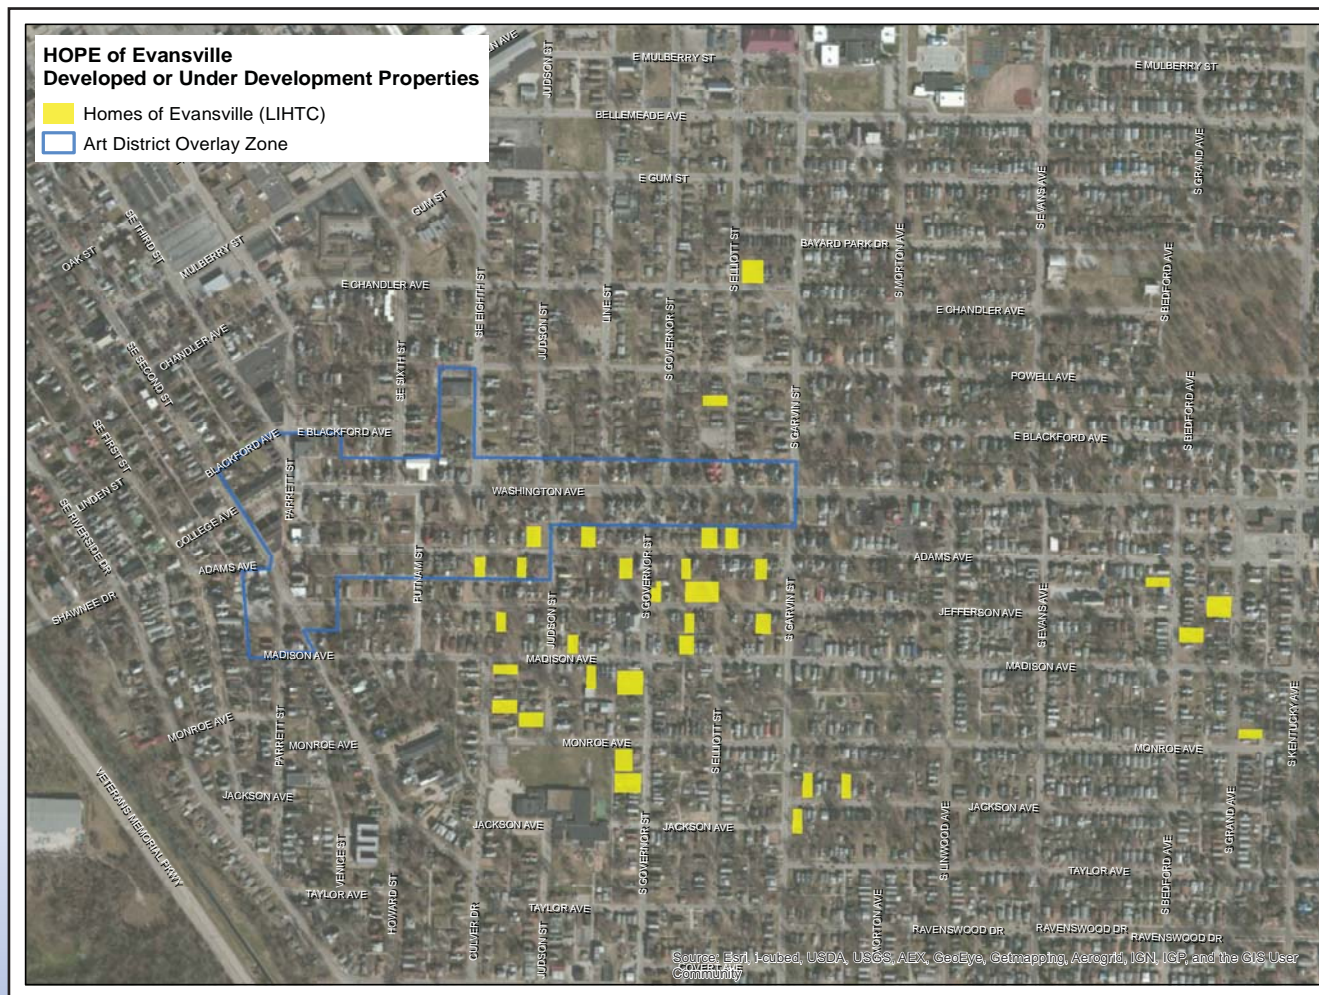 HOPE of Evansville
Developed or Under Development Properties
Homes of Evansville (LIHTC)
Art District Overlay Zone
EN AVE
JUDSON ST
E MULBERRY ST
E MULBERRY ST
BELLEMEADE AVE
S GRAND AVE
E GUM ST
S EVANS AVE
GUM ST
SE THIRD ST
OAK ST
MULBERRY ST
S ELLIOTT ST
BAYARD PARK DR
S MORTON AVE
S BEDFORD AVE
E CHANDLER AVE
SE EIGHTH ST
JUDSON ST
LINE ST
S GOVERNOR ST
E CHANDLER AVE
CHANDLER AVE
SE SECOND ST
SE SIXTH ST
POWELL AVE
S GARVIN ST
S BEDFORD AVE
SE FIRST ST
BLACKFORD AVE
E BLACKFORD AVE
E BLACKFORD AVE
LINDEN ST
SE RIVERSIDE DR
COLLEGE AVE
PARRETT ST
WASHINGTON AVE
ADAMS AVE
PUTNAM ST
ADAMS AVE
SHAWNEE DR
JUDSON ST
S GOVERNOR ST
S GARVIN ST
JEFFERSON AVE
S EVANS AVE
MADISON AVE
MADISON AVE
MADISON AVE
MONROE AVE
PARRETT ST
MONROE AVE
MONROE AVE
S ELLIOTT ST
MONROE AVE
S KENTUCKY AVE
VETERANS MEMORIAL PKWY
JACKSON AVE
JACKSON AVE
S GOVERNOR ST
JACKSON AVE
JACKSON AVE
S GRAND AVE
VENICE ST
S LINWOOD AVE
S BEDFORD AVE
TAYLOR AVE
TAYLOR AVE
HOWARD ST
CULVER DR
TAYLOR AVE
JUDSON ST
MORTON AVE
RAVENSWOOD DR
RAVENSWOOD DR
RAVENSWOOD DR
COVERT AVE
Source: Esri, i-cubed, USDA, USGS, AEX, GeoEye, Getmapping, Aerogrid, IGN, IGP, and the GIS User
Community